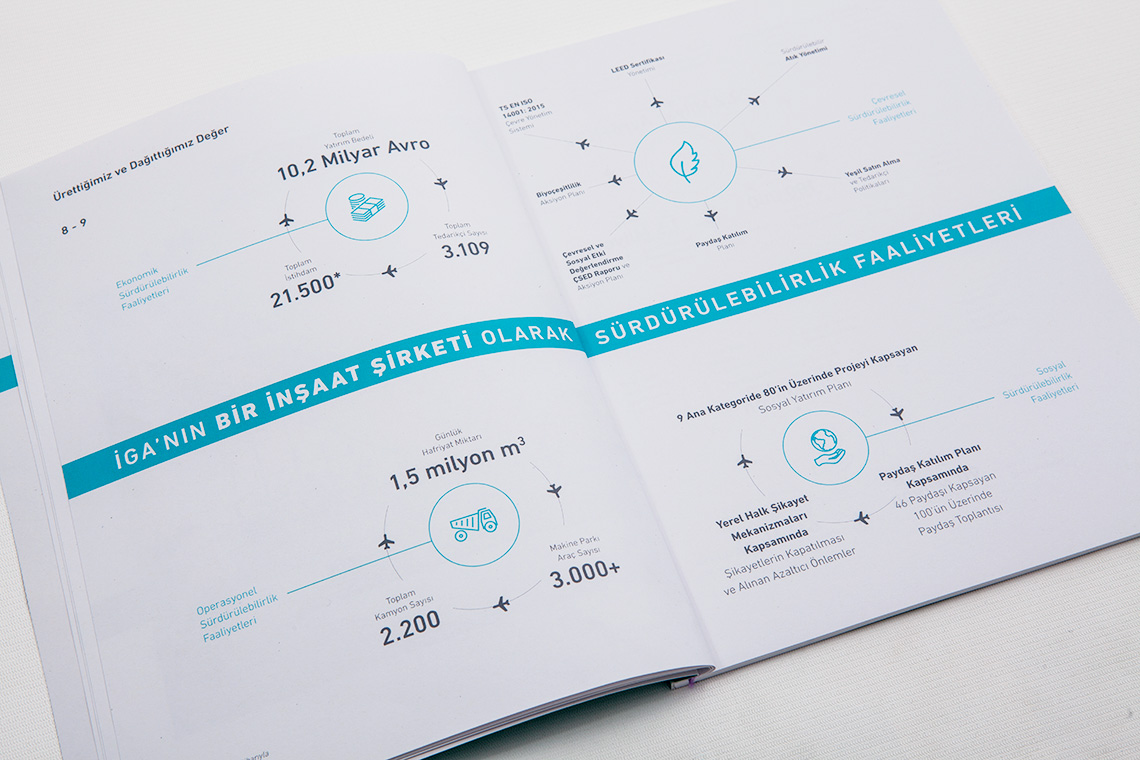 Ürettiğimiz ve Dağıttığımız Değer
8 - 9
Toplam
Yatırım Bedeli
10,2 Milyar Avro
Toplam
Tedarikçi Sayısı
3.109
Toplam
İstihdam
21.500*
Ekonomik
Sürdürülebilirlik
Faaliyetleri
İGA'NIN BİR İNŞAAT ŞİRKETİ OLARAK
Günlük
Hafriyat Miktarı
1,5 milyon m³
Makine Parkı
Araç Sayısı
3.000+
Toplam
Kamyon Sayısı
2.200
Operasyonel
Sürdürülebilirlik
Faaliyetleri
LEED Sertifikası
Yönetimi
Sürdürülebilir
Atık Yönetimi
TS EN ISO
14001: 2015
Çevre Yönetim
Sistemi
Çevresel
Sürdürülebilirlik
Faaliyetleri
Biyoçeşitlilik
Aksiyon Planı
Yeşil Satın Alma
ve Tedarikçi
Politikaları
Çevresel ve
Sosyal Etki
Değerlendirme
ÇSED Raporu ve
Aksiyon Planı
Paydaş Katılım
Planı
SÜRDÜRÜLEBİLİRLİK FAALİYETLERİ
9 Ana Kategoride 80'in Üzerinde Projeyi Kapsayan
Sosyal Yatırım Planı
Sosyal
Sürdürülebilirlik
Faaliyetleri
Yerel Halk Şikayet
Mekanizmaları
Kapsamında
Şikayetlerin Kapatılması
ve Alınan Azaltıcı Önlemler
Paydaş Katılım Planı
Kapsamında
46 Paydaşı Kapsayan
100'ün Üzerinde
Paydaş Toplantısı